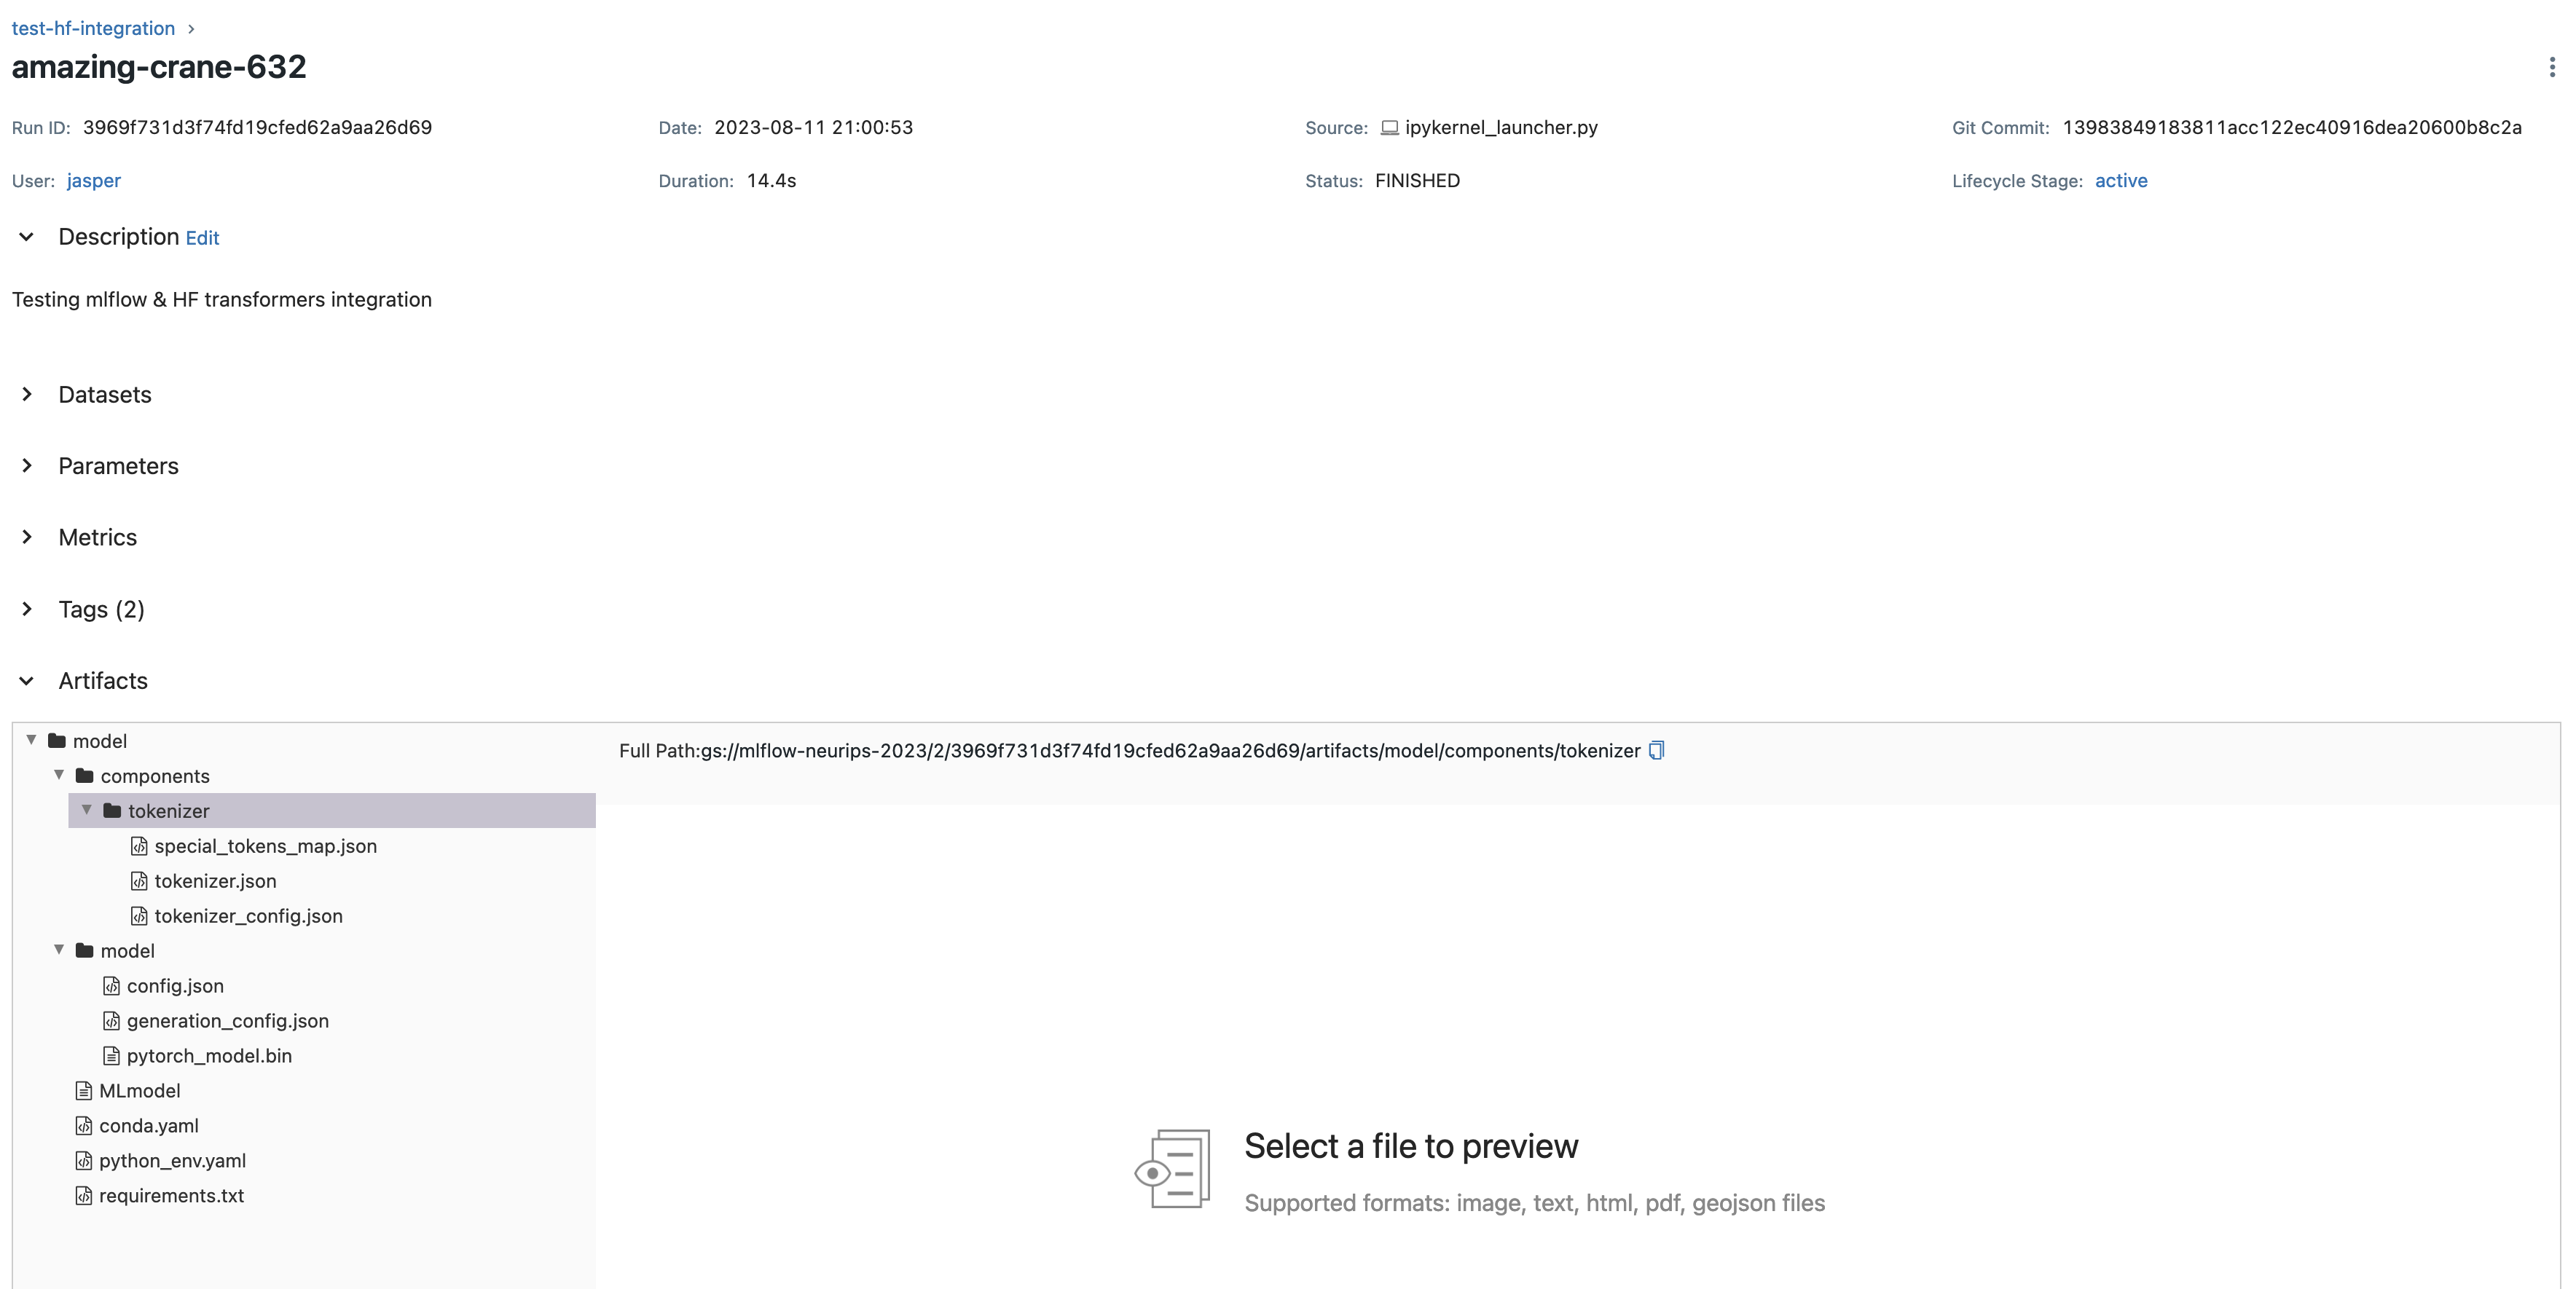 test-hf-integration
amazing-crane-632
Run ID: 3969f731d3f74fd19cfed62a9aa26d69
Date: 2023-08-11 21:00:53
Source: ipykernel_launcher.py
Git Commit: 13983849183811acc122ec40916dea20600b8c2a
User: jasper
Duration: 14.4s
Status: FINISHED
Lifecycle Stage: active
Description Edit
Testing mlflow & HF transformers integration
Datasets
Parameters
Metrics
Tags (2)
Artifacts
model
components
tokenizer
special_tokens_map.json
tokenizer.json
tokenizer_config.json
model
config.json
generation_config.json
pytorch_model.bin
MLmodel
conda.yaml
python_env.yaml
requirements.txt
Full Path:gs://mlflow-neurips-2023/2/3969f731d3f74fd19cfed62a9aa26d69/artifacts/model/components/tokenizer
Select a file to preview
Supported formats: image, text, html, pdf, geojson files